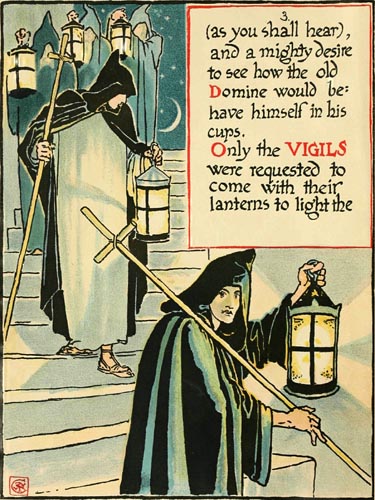 3.
(as you shall hear),
and a mighty desire
to see how the old
Domine would be:
have himself in his
cups.
Only the VIGILS
were requested to
come with their
lanterns to light the